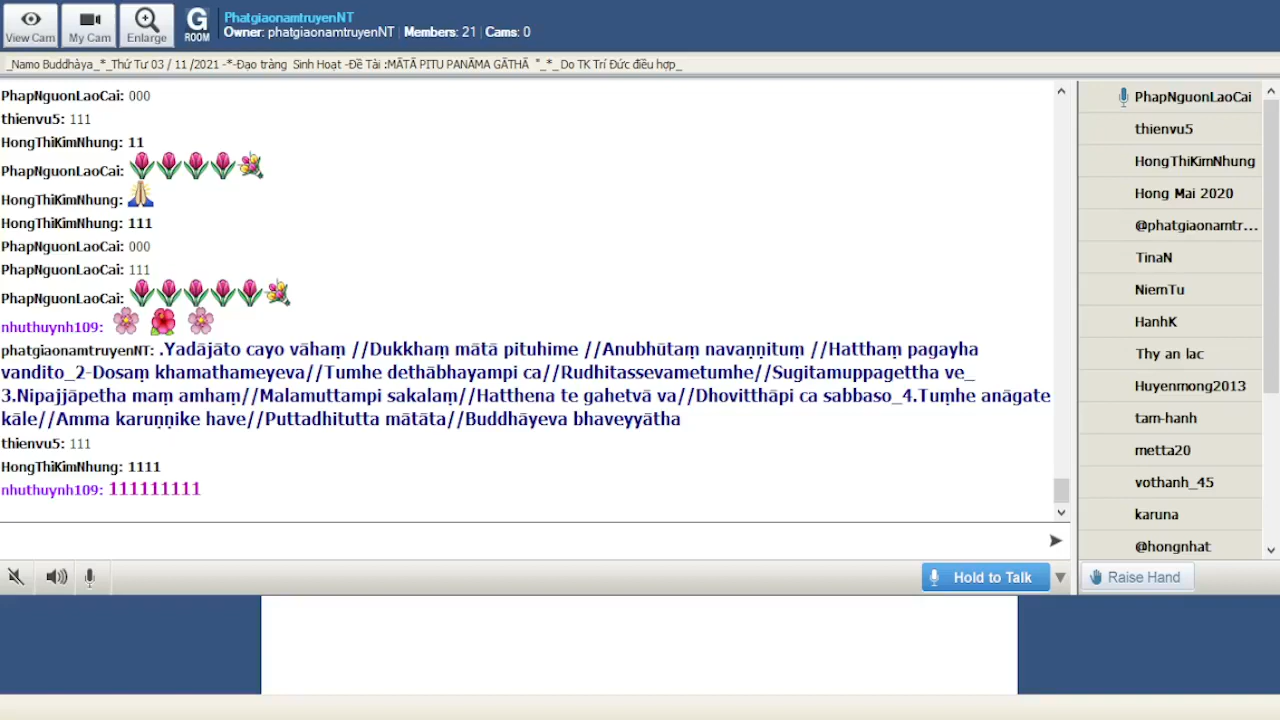 View Cam
My Cam
Enlarge
G
ROOM
PhatgiaonamtruyenNT
Owner: phatgiaonamtruyenNT | Members: 21 | Cams: 0
_Namo Buddhàya_*_Thứ Tư 03 / 11 /2021 -*-Đạo tràng Sinh Hoạt -Đề Tài :MĀTĀ PITU PANĀMA GĀTHĀ "_*_ Do TK Trí Đức điều hợp_
PhapNguonLaoCai: 000
thienvu5: 111
HongThiKimNhung: 11
PhapNguonLaoCai:
HongThiKimNhung:
HongThiKimNhung: 111
PhapNguonLaoCai: 000
PhapNguonLaoCai: 111
PhapNguonLaoCai:
nhuthuynh109:
phatgiaonamtruyenNT: .Yadājāto cayo vāhaṃ //Dukkhaṃ mātā pituhime //Anubhūtaṃ navaṇṇituṃ //Hatthaṃ pagayha
vandito_2-Dosaṃ khamathameyeva//Tumhe dethābhayampi ca//Rudhitassevametumhe//Sugitamuppagettha ve_
3.Nipajjāpetha maṃ amhaṃ//Malamuttampi sakalaṃ//Hatthena te gahetvā va//Dhovitthāpi ca sabbaso_4.Tuṃhe anāgate
kāle//Amma karuṇṇike have//Puttadhitutta mātāta//Buddhāyeva bhaveyyātha
thienvu5: 111
HongThiKimNhung: 1111
nhuthuynh109: 111111111
PhapNguonLaoCai
thienvu5
HongThiKimNhung
Hong Mai 2020
@phatgiaonamtr...
TinaN
NiemTu
HanhK
Thy an lac
Huyenmong2013
tam-hanh
metta20
vothanh_45
karuna
@hongnhat
Hold to Talk
Raise Hand